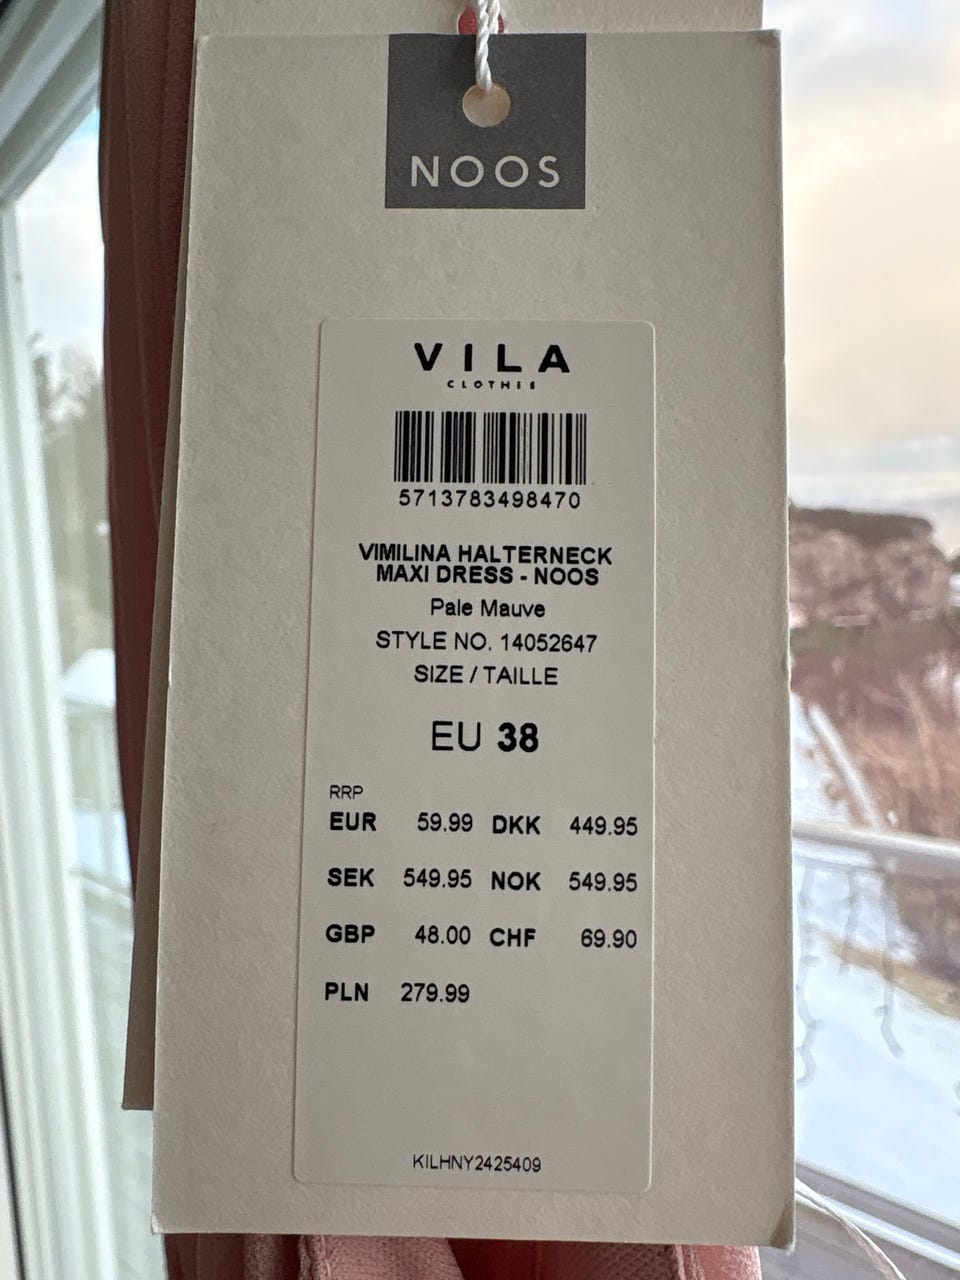 NOOS
VILA
CLOTHES
5713783498470
VIMILINA HALTERNECK
MAXI DRESS - NOOS
Pale Mauve
STYLE NO. 14052647
SIZE / TAILLE
EU 38
RRP
EUR 59.99 DKK 449.95
SEK 549.95 NOK 549.95
GBP 48.00 CHF 69.90
PLN 279.99
KILHNY2425409